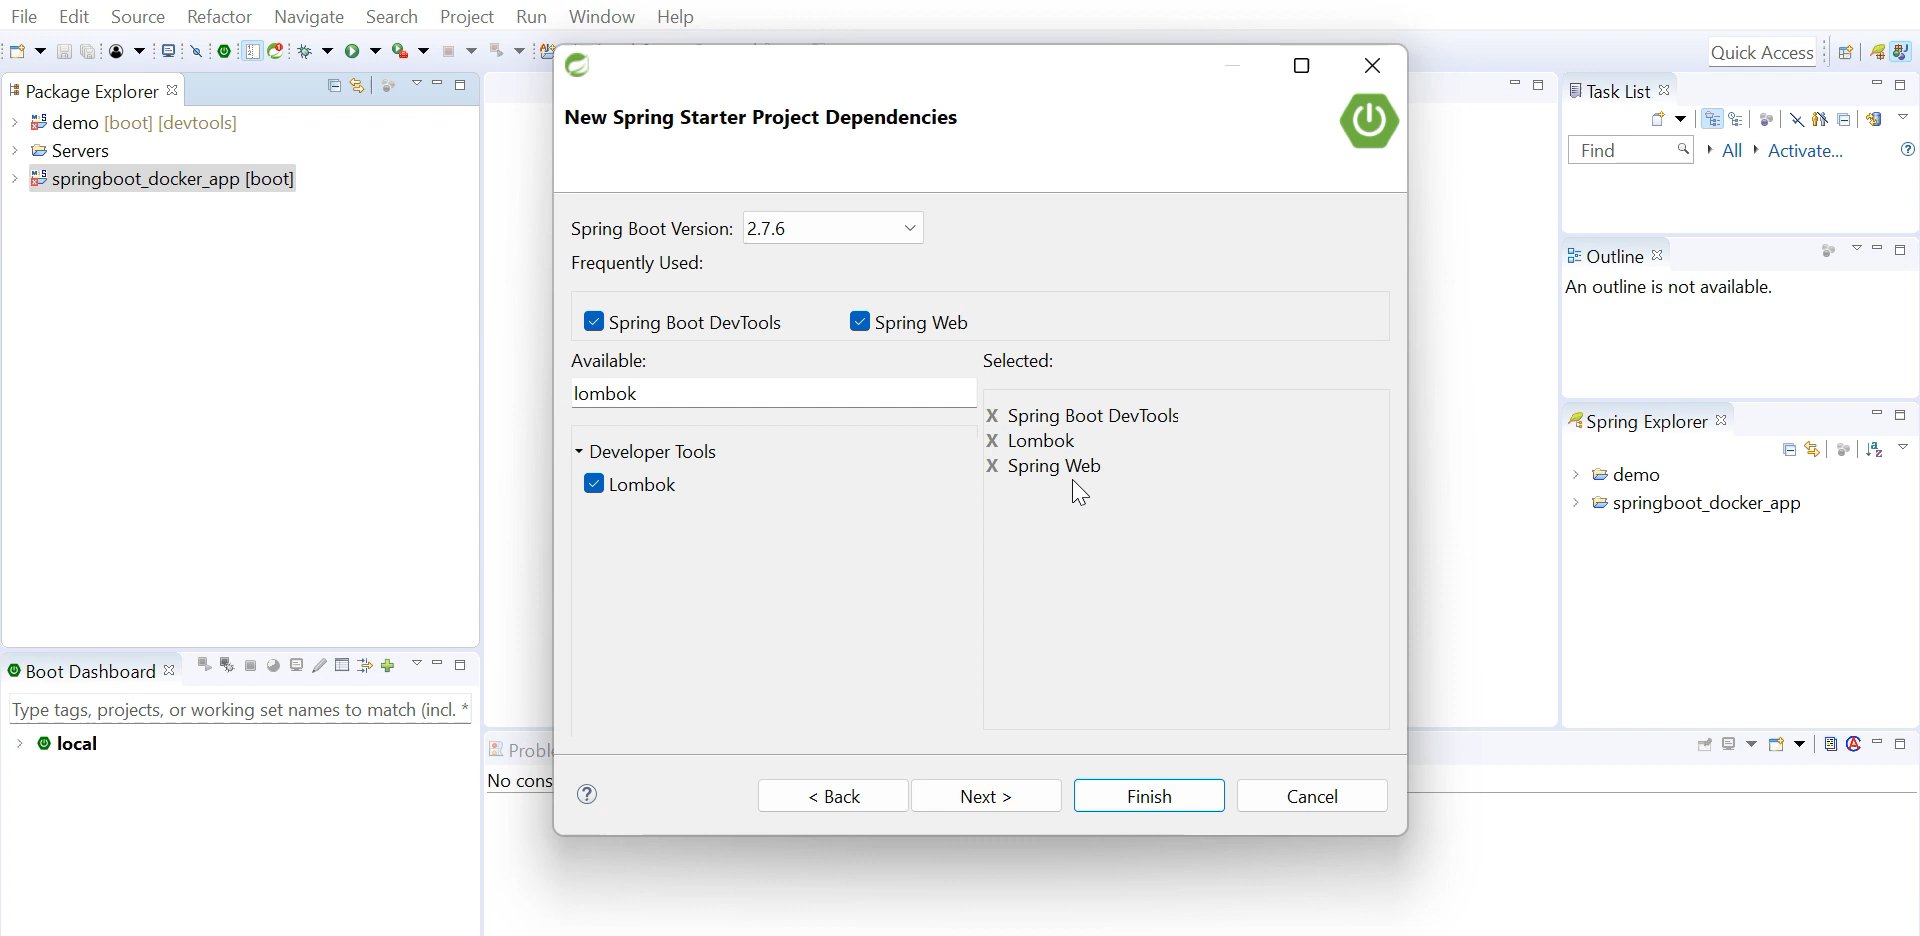 File Edit Source Refactor Navigate Search Project Run Window Help
Quick Access
Package Explorer
demo [boot] [devtools]
Servers
springboot_docker_app [boot]
Boot Dashboard
Type tags, projects, or working set names to match (incl. *
local
New Spring Starter Project Dependencies
Spring Boot Version: 2.7.6
Frequently Used:
Spring Boot DevTools Spring Web
Available: Selected:
lombok
Developer Tools
Lombok
X Spring Boot DevTools
X Lombok
X Spring Web
< Back Next > Finish Cancel
No cons
Task List
Find All Activate...
Outline
An outline is not available.
Spring Explorer
demo
springboot_docker_app